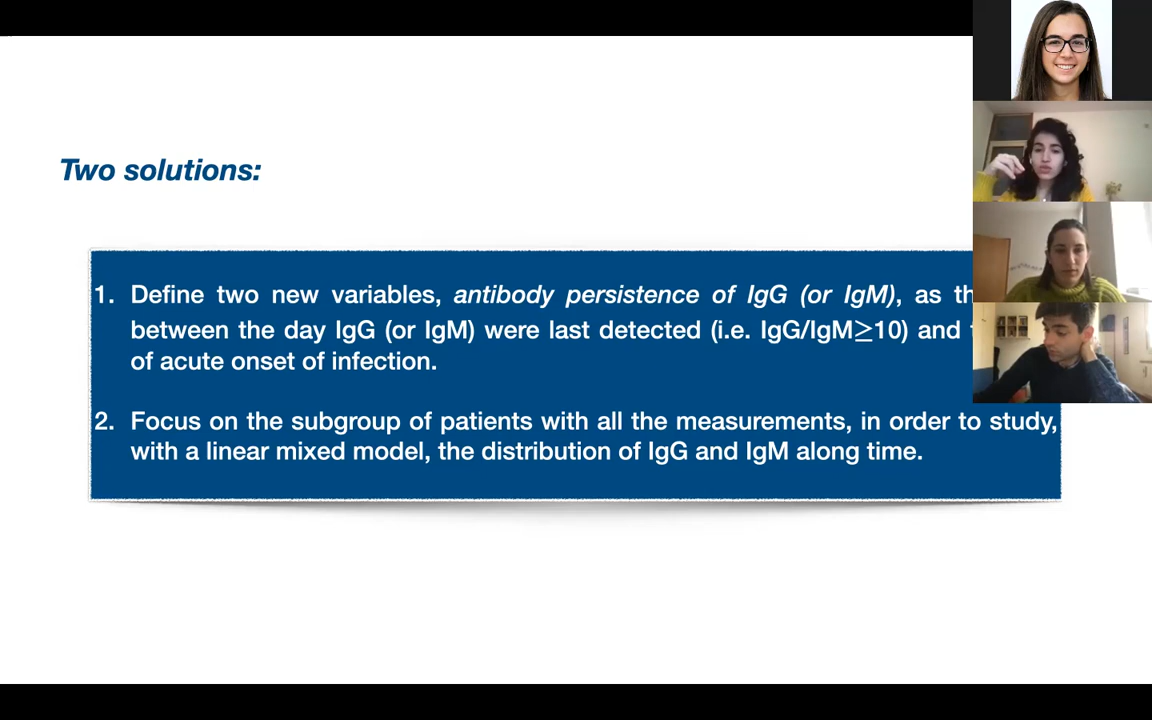 Two solutions:
1. Define two new variables, antibody persistence of IgG (or IgM), as
between the day IgG (or IgM) were last detected (i.e. IgG/IgM≥10) and
of acute onset of infection.
2. Focus on the subgroup of patients with all the measurements, in order to study,
with a linear mixed model, the distribution of IgG and IgM along time.